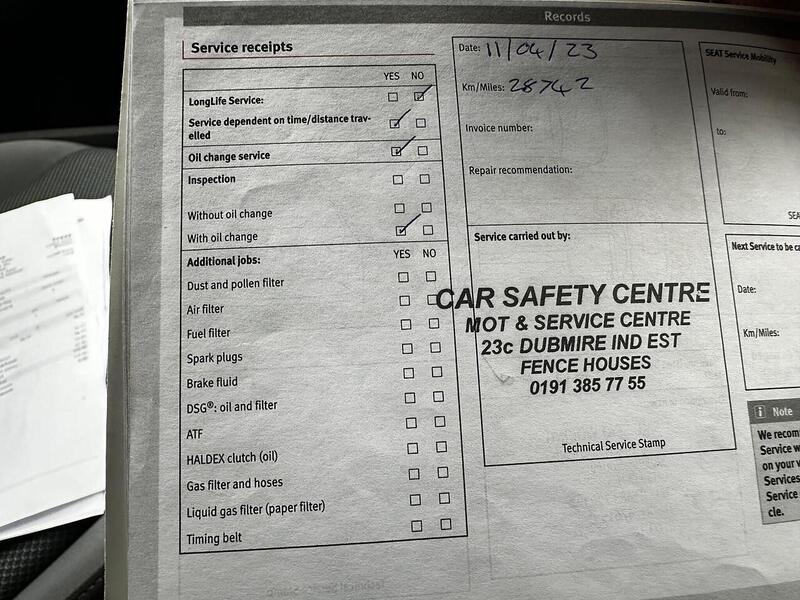 Records
Service receipts
YES NO
LongLife Service:
Service dependent on time/distance trav-
elled
Oil change service
Inspection
Without oil change
With oil change
Additional jobs:
YES NO
Dust and pollen filter
Air filter
Fuel filter
Spark plugs
Brake fluid
DSG®: oil and filter
ATF
HALDEX clutch (oil)
Gas filter and hoses
Liquid gas filter (paper filter)
Timing belt
Date: 11/04/23
Km/Miles: 28742
Invoice number:
Repair recommendation:
Service carried out by:
CAR SAFETY CENTRE
MOT & SERVICE CENTRE
23c DUBMIRE IND EST
FENCE HOUSES
0191 385 77 55
Technical Service Stamp
SEAT Service Mobility
Valid from:
to:
SEA
Next Service to be ca
Date:
Km/Miles:
i Note
We recom
Service w
on your v
Services
Service
cle.